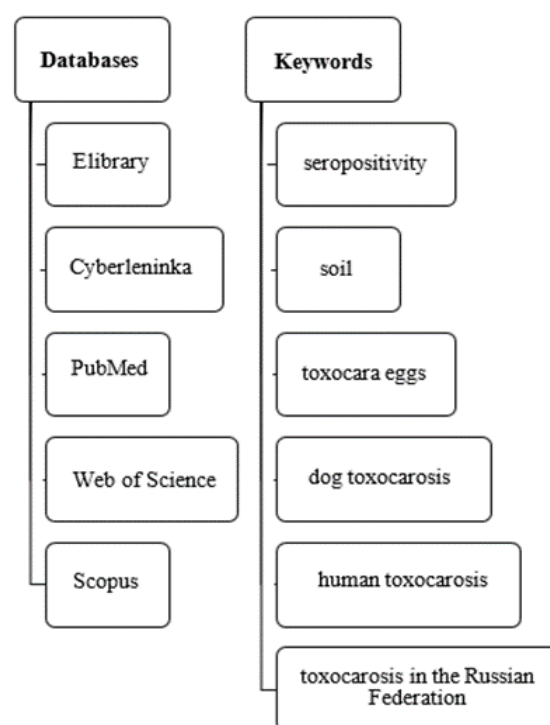 Databases
Elibrary
Cyberleninka
PubMed
Web of Science
Scopus
Keywords
seropositivity
soil
toxocara eggs
dog toxocarosis
human toxocarosis
toxocarosis in the Russian
Federation